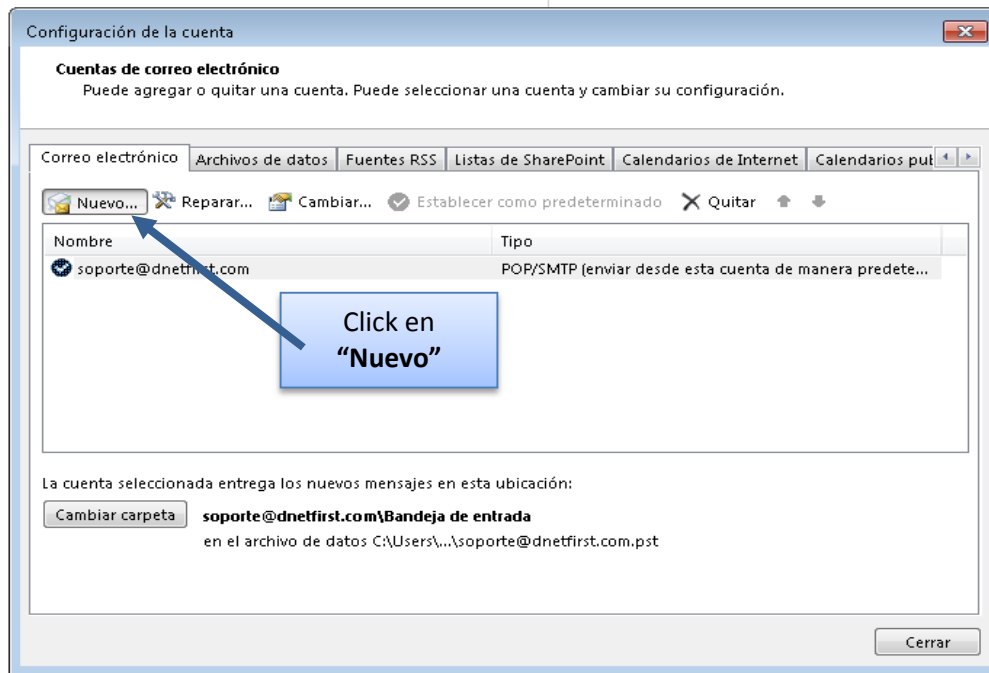 Configuración de la cuenta
Cuentas de correo electrónico
Puede agregar o quitar una cuenta. Puede seleccionar una cuenta y cambiar su configuración.
Correo electrónico Archivos de datos Fuentes RSS Listas de SharePoint Calendarios de Internet Calendarios
Nuevo... Reparar... Cambiar... Establecer como predeterminado Quitar
Nombre Tipo
soporte@dnetfirst.com POP/SMTP (enviar desde esta cuenta de manera predete...
Click en
“Nuevo”
La cuenta seleccionada entrega los nuevos mensajes en esta ubicación:
Cambiar carpeta soporte@dnetfirst.com\Bandeja de entrada
en el archivo de datos C:\Users\...\soporte@dnetfirst.com.pst
Cerrar